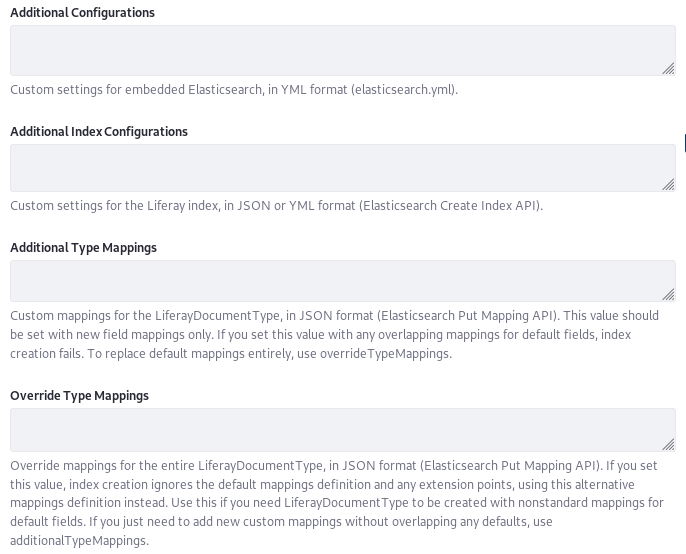 Additional Configurations
Custom settings for embedded Elasticsearch, in YML format (elasticsearch.yml).
Additional Index Configurations
Custom settings for the Liferay index, in JSON or YML format (Elasticsearch Create Index API).
Additional Type Mappings
Custom mappings for the LiferayDocumentType, in JSON format (Elasticsearch Put Mapping API). This value should
be set with new field mappings only. If you set this value with any overlapping mappings for default fields, index
creation fails. To replace default mappings entirely, use overrideTypeMappings.
Override Type Mappings
Override mappings for the entire LiferayDocumentType, in JSON format (Elasticsearch Put Mapping API). If you set
this value, index creation ignores the default mappings definition and any extension points, using this alternative
mappings definition instead. Use this if you need LiferayDocumentType to be created with nonstandard mappings for
default fields. If you just need to add new custom mappings without overlapping any defaults, use
additionalTypeMappings.